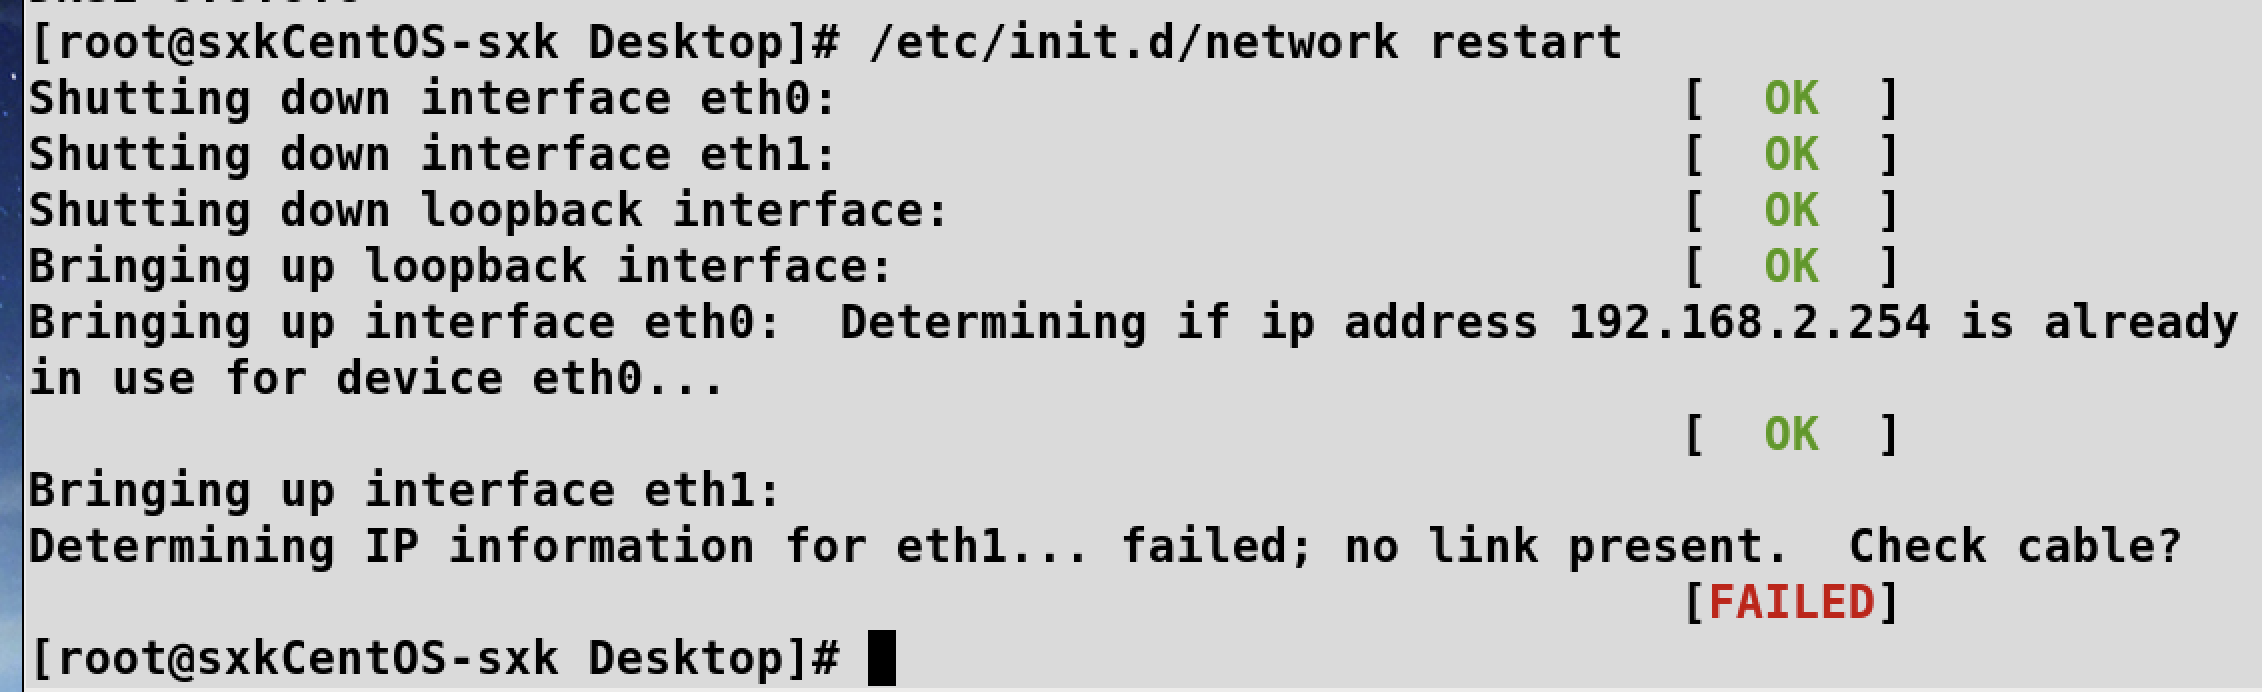 [root@sxkCentOS-sxk Desktop]# /etc/init.d/network restart
Shutting down interface eth0: [  OK  ]
Shutting down interface eth1: [  OK  ]
Shutting down loopback interface: [  OK  ]
Bringing up loopback interface: [  OK  ]
Bringing up interface eth0:  Determining if ip address 192.168.2.254 is already
in use for device eth0...
[  OK  ]
Bringing up interface eth1:
Determining IP information for eth1... failed; no link present.  Check cable?
[FAILED]
[root@sxkCentOS-sxk Desktop]#